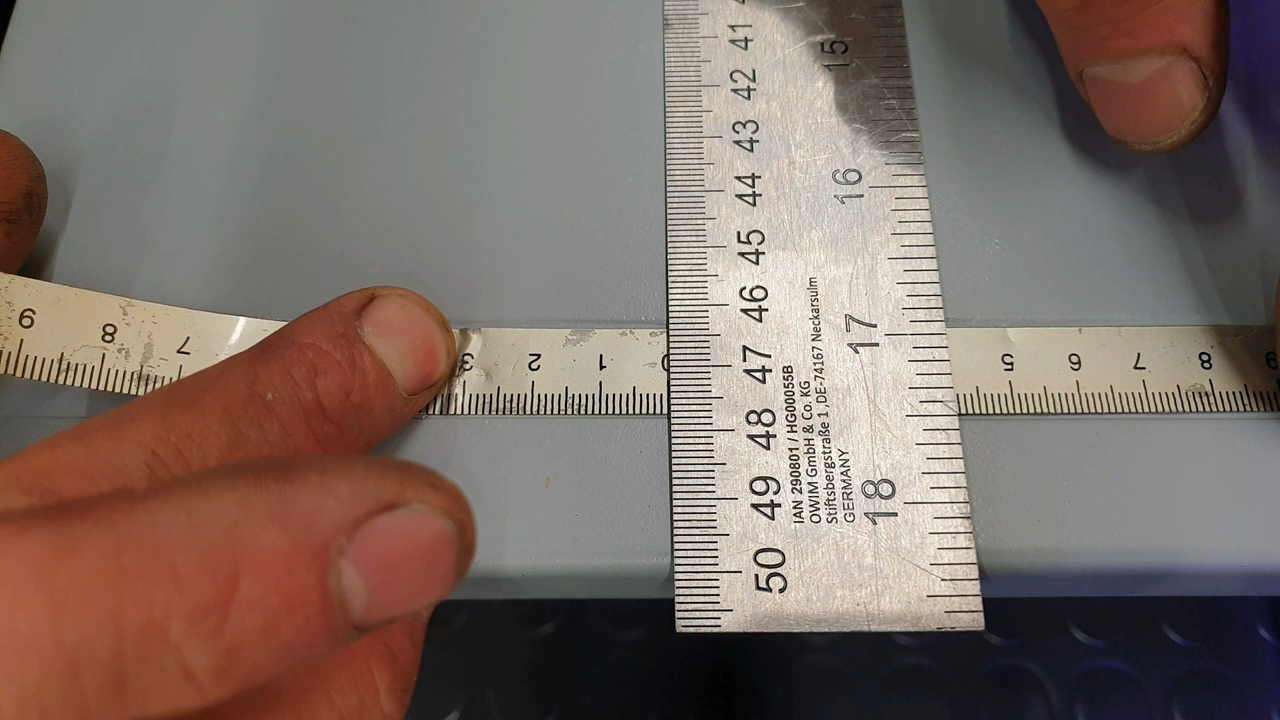 41
42
43
44
45
46
47
48
49
50
15
16
17
18
IAN 290801 / HG00055B
OWIM GmbH & Co. KG
Stiftsbergstraße 1, DE-74167 Neckarsulm
GERMANY
9 8 7 3 2 1 0 5 6 7 8 9